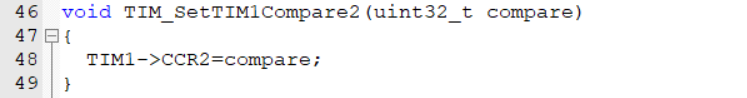 46 void TIM_SetTIM1Compare2(uint32_t compare)
47 {
48 TIM1->CCR2=compare;
49 }